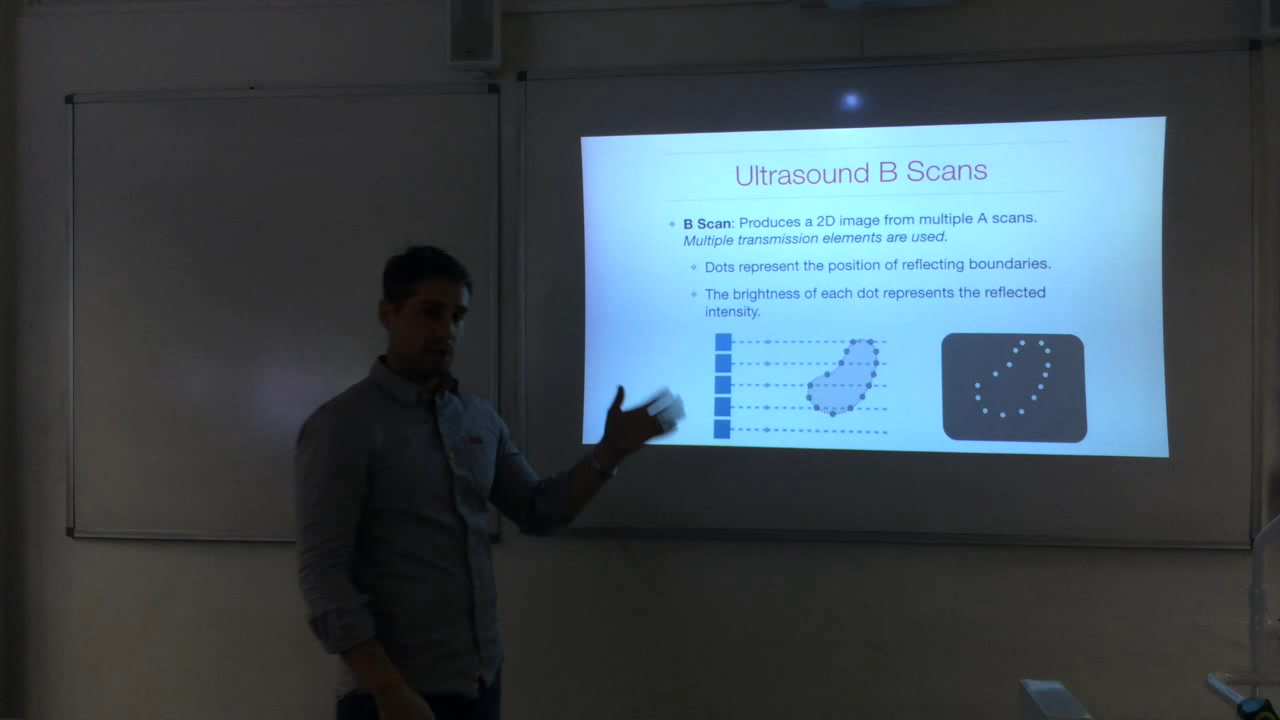 Ultrasound B Scans
B Scan: Produces a 2D image from multiple A scans.
Multiple transmission elements are used.
Dots represent the position of reflecting boundaries.
The brightness of each dot represents the reflected
intensity.